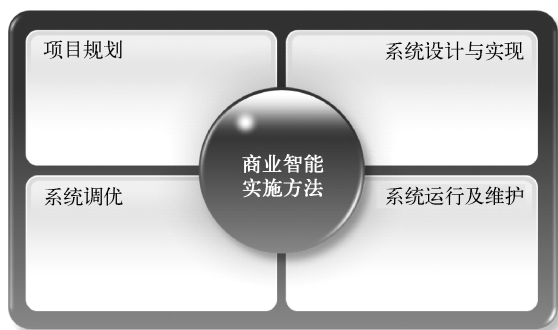 项目规划
系统设计与实现
商业智能
实施方法
系统调优
系统运行及维护